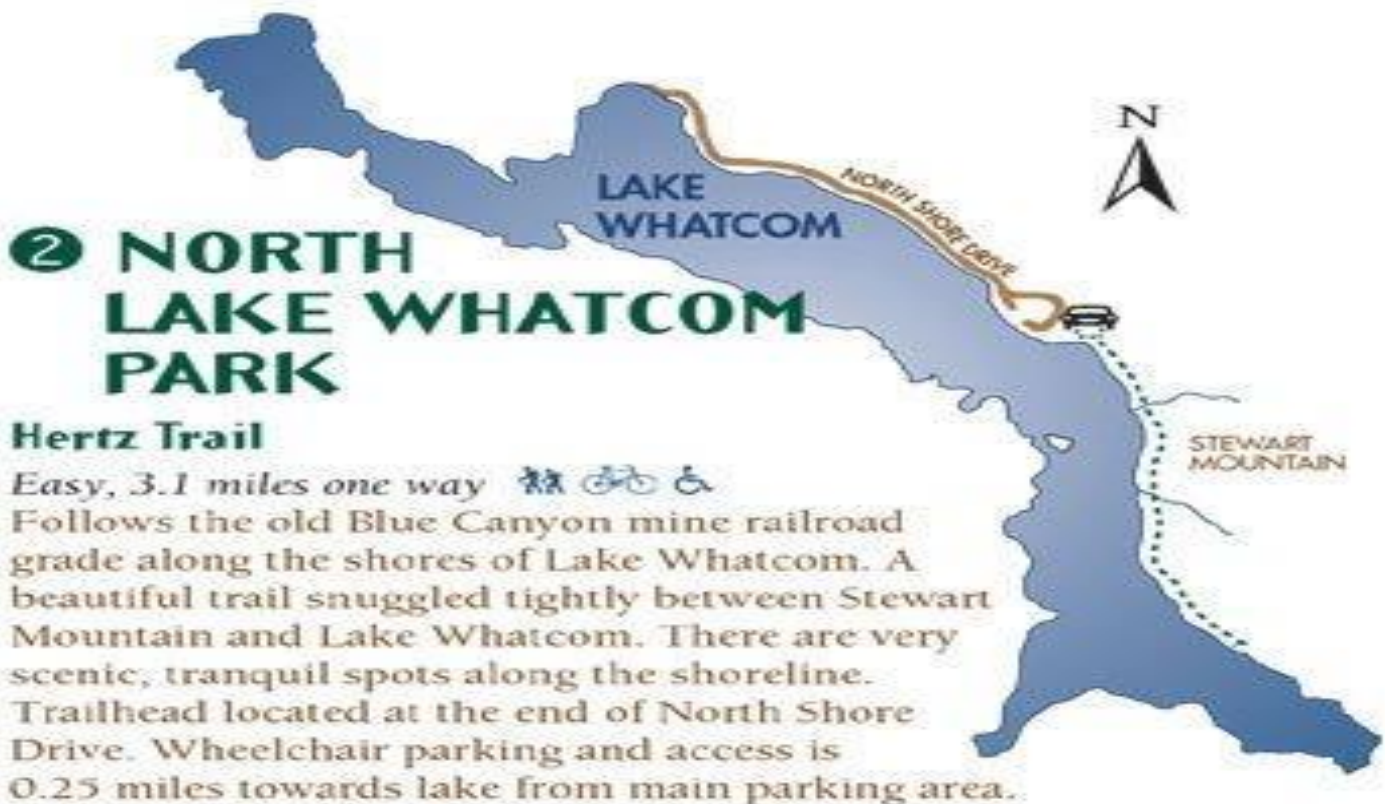 N
LAKE
WHATCOM
NORTH SHORE DRIVE
2 NORTH
LAKE WHATCOM
PARK
Hertz Trail
Easy, 3.1 miles one way
STEWART
MOUNTAIN
Follows the old Blue Canyon mine railroad
grade along the shores of Lake Whatcom. A
beautiful trail snuggled tightly between Stewart
Mountain and Lake Whatcom. There are very
scenic, tranquil spots along the shoreline.
Trailhead located at the end of North Shore
Drive. Wheelchair parking and access is
0.25 miles towards lake from main parking area.